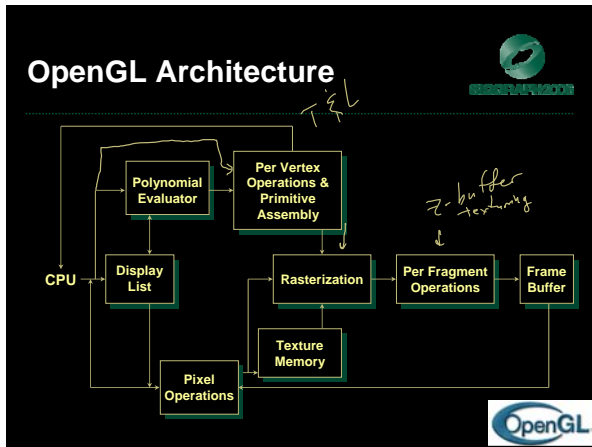 OpenGL Architecture
SIGGRAPH2005
T&L
Per Vertex
Operations &
Primitive
Assembly
Polynomial
Evaluator
z-buffer
texturing
CPU
Display
List
Rasterization
Per Fragment
Operations
Frame
Buffer
Texture
Memory
Pixel
Operations
OpenGL